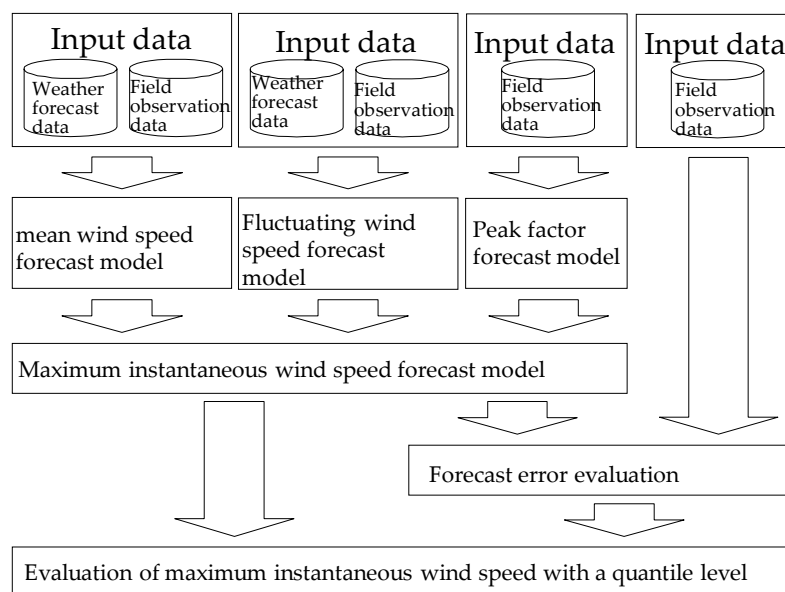 Input data
Weather
forecast
data
Field
observation
data
Input data
Weather
forecast
data
Field
observation
data
Input data
Field
observation
data
Input data
Field
observation
data
mean wind speed
forecast model
Fluctuating wind
speed forecast
model
Peak factor
forecast model
Maximum instantaneous wind speed forecast model
Forecast error evaluation
Evaluation of maximum instantaneous wind speed with a quantile level